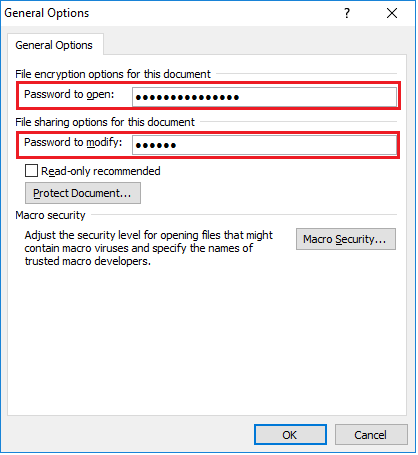 General Options
?
General Options
File encryption options for this document
Password to open:
●●●●●●●●●●●●●●●
File sharing options for this document
Password to modify:
●●●●●●
Read-only recommended
Protect Document...
Macro security
Adjust the security level for opening files that might
contain macro viruses and specify the names of
trusted macro developers.
Macro Security...
OK
Cancel